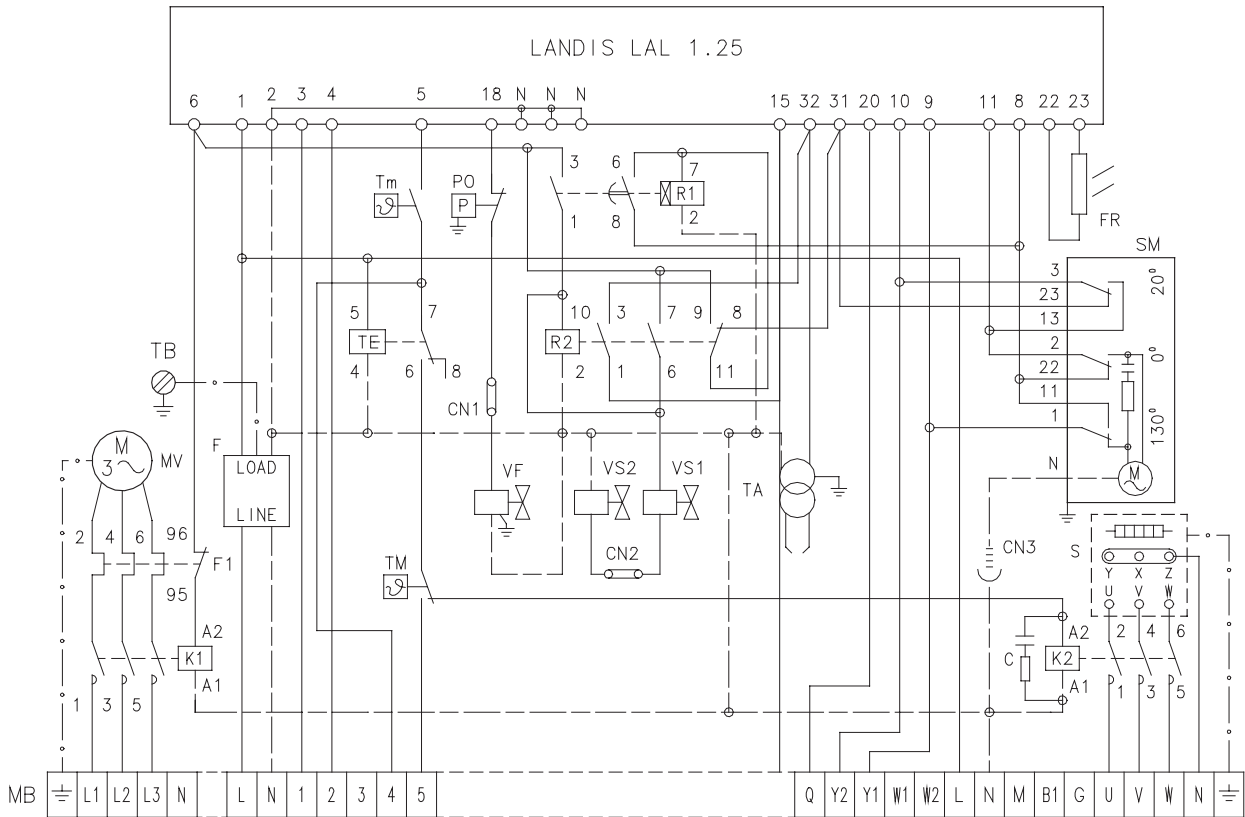 LANDIS LAL 1.25
6 1 2 3 4 5 18 N N N 15 32 31 20 10 9 11 8 22 23
3 6 7
Tm PO P R1
1 8 2
FR
SM
3 20°
23
5 7 10 3 7 9 8
13
TE R2
2 0°
TB
4 6 8 2 1 6 11
22
CN1
11
1 130°
M 3 MV
F LOAD
LINE
VF VS2 VS1 TA
N M
2 4 6 96
F1
95
TM
CN2
CN3
S
Y X Z
U V W
A2
K1
A1
C
A2
K2
A1
2 4 6
1 3 5
1 3 5
MB L1 L2 L3 N L N 1 2 3 4 5 Q Y2 Y1 W1 W2 L N M B1 G U V W N